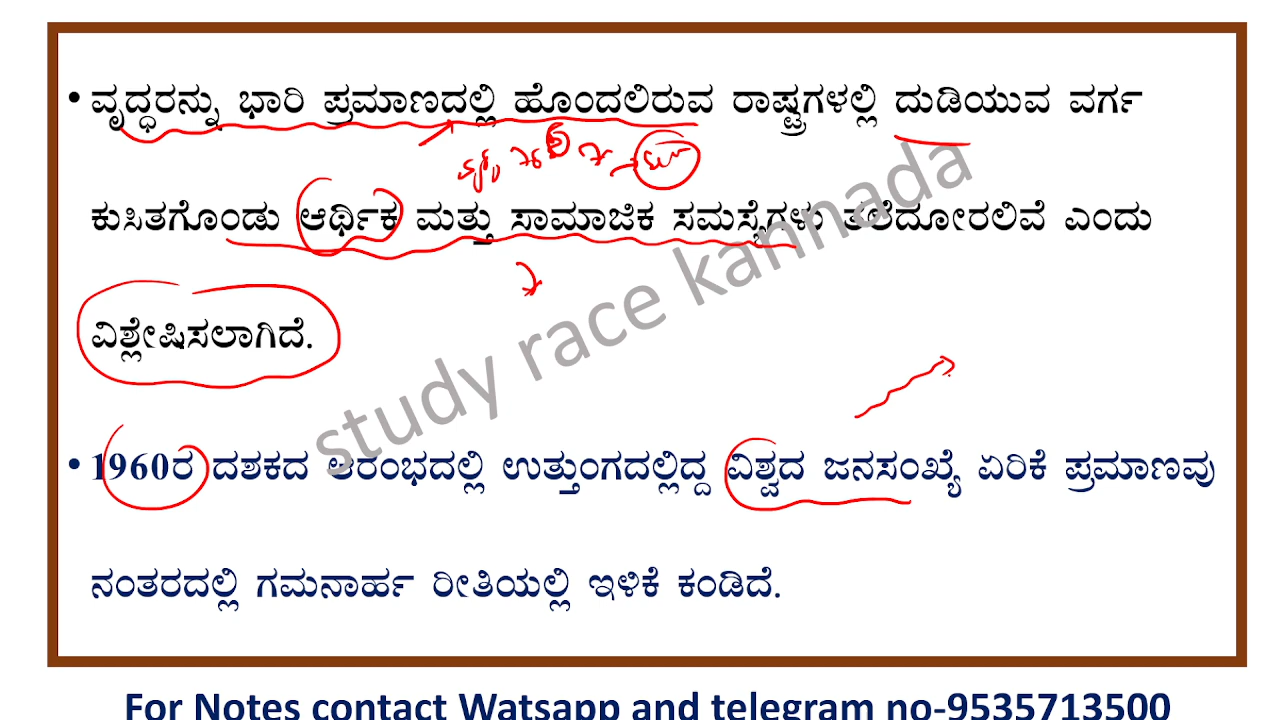 • ವೃದ್ಧರನ್ನು ಭಾರಿ ಪ್ರಮಾಣದಲ್ಲಿ ಹೊಂದಲಿರುವ ರಾಷ್ಟ್ರಗಳಲ್ಲಿ ದುಡಿಯುವ ವರ್ಗ
ಕುಸಿತಗೊಂಡು ಆರ್ಥಿಕ ಮತ್ತು ಸಾಮಾಜಿಕ ಸಮಸ್ಯೆಗಳು ತಲೆದೋರಲಿವೆ ಎಂದು
ವಿಶ್ಲೇಷಿಸಲಾಗಿದೆ.
study race kannada
• 1960ರ ದಶಕದ ಆರಂಭದಲ್ಲಿ ಉತ್ತುಂಗದಲ್ಲಿದ್ದ ವಿಶ್ವದ ಜನಸಂಖ್ಯೆ ಏರಿಕೆ ಪ್ರಮಾಣವು
ನಂತರದಲ್ಲಿ ಗಮನಾರ್ಹ ರೀತಿಯಲ್ಲಿ ಇಳಿಕೆ ಕಂಡಿದೆ.
For Notes contact Watsapp and telegram no-9535713500